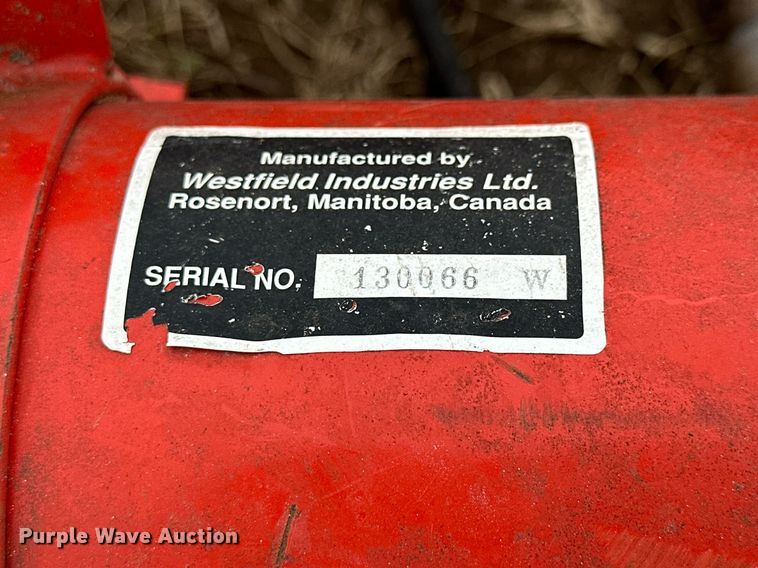 Manufactured by
Westfield Industries Ltd.
Rosenort, Manitoba, Canada
SERIAL NO. 130066 W
Purple Wave Auction